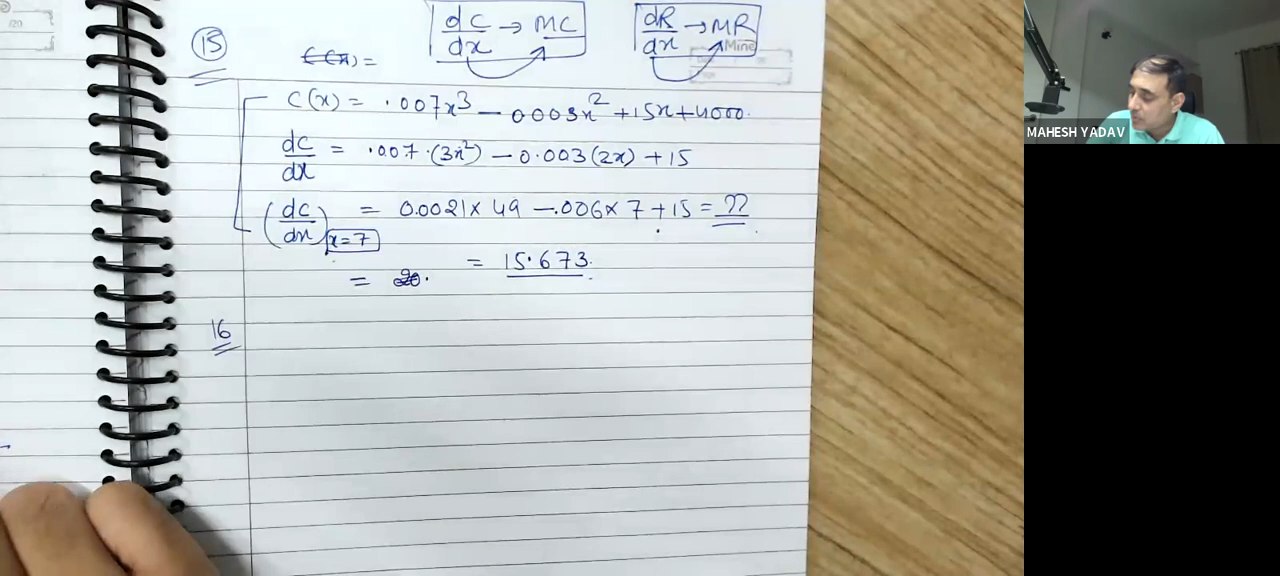 15
dC/dx → MC
dR/dx → MR
Mine
C(x) =
C(x) = .007x³ — 0.003x² + 15x + 4000.
dC/dx = .007.(3x²) — 0.003(2x) + 15
(dC/dx) x=7 = 0.0021 × 49 — .006 × 7 + 15 = ??
= 15.673.
=
16
MAHESH YADAV